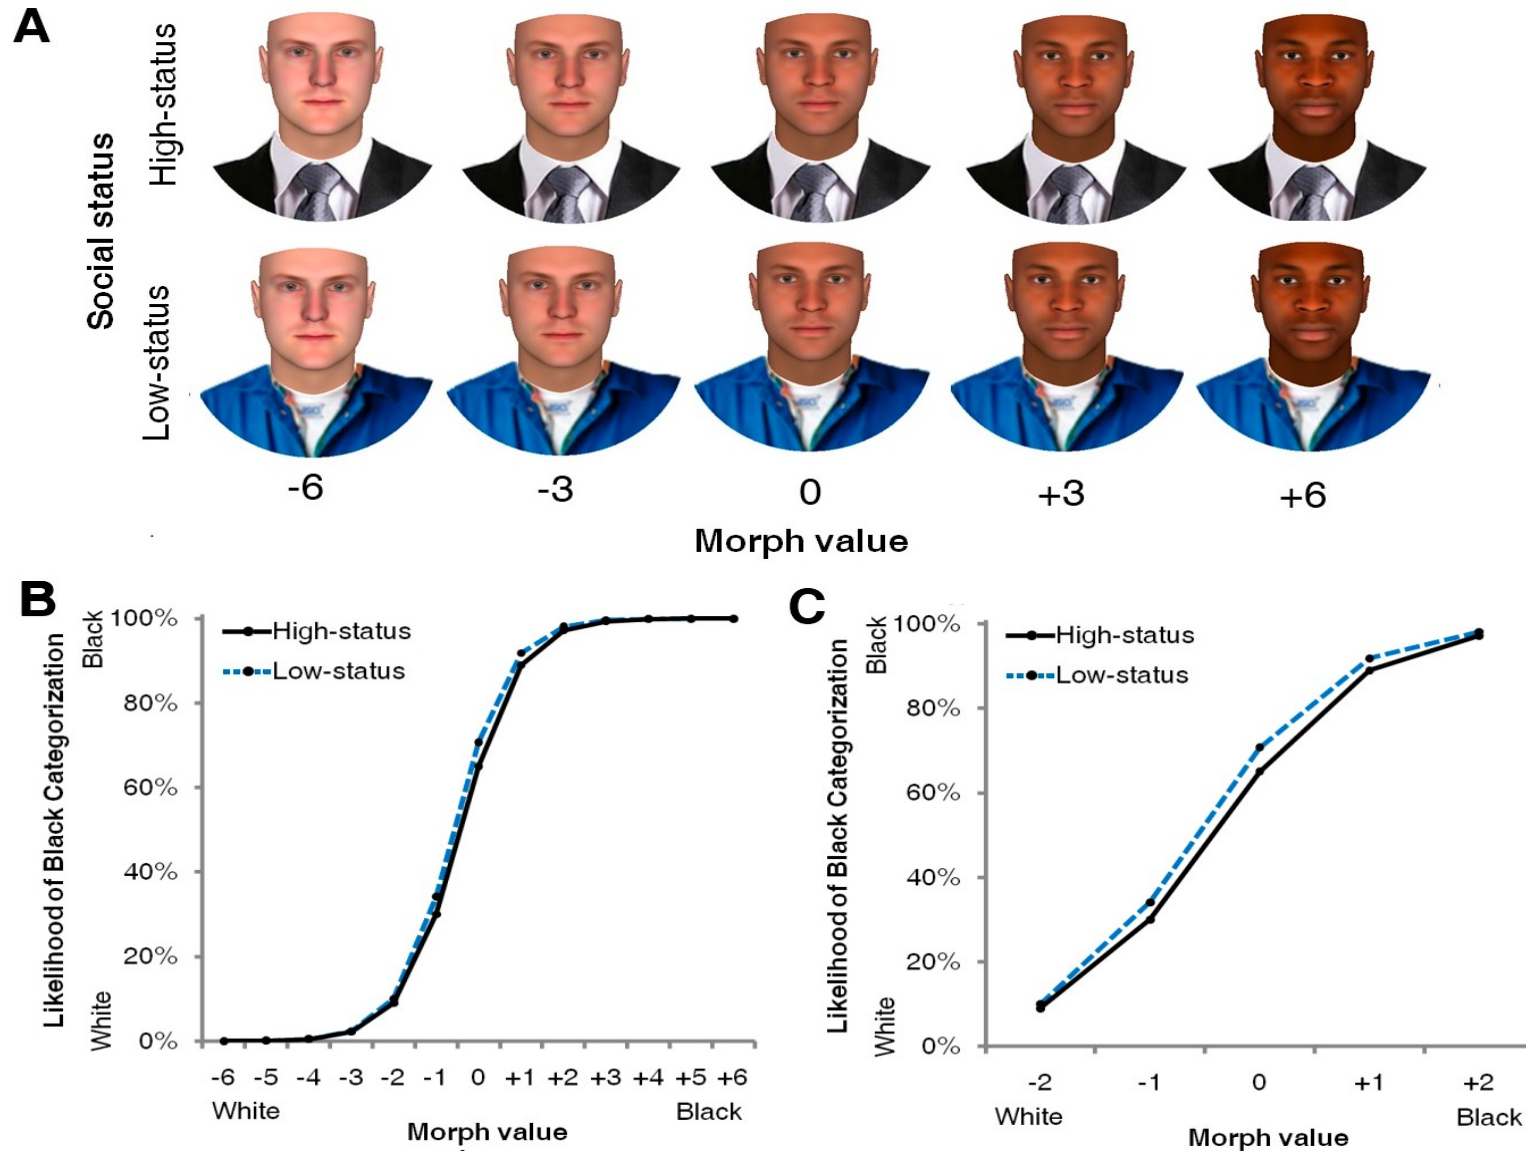 A
Social status
High-status
Low-status
-6 -3 0 +3 +6
Morph value
B
Likelihood of Black Categorization
Black
White
100%
80%
60%
40%
20%
0%
High-status
Low-status
-6 -5 -4 -3 -2 -1 0 +1 +2 +3 +4 +5 +6
White Black
Morph value
C
Likelihood of Black Categorization
Black
White
100%
80%
60%
40%
20%
0%
High-status
Low-status
-2 -1 0 +1 +2
White Black
Morph value